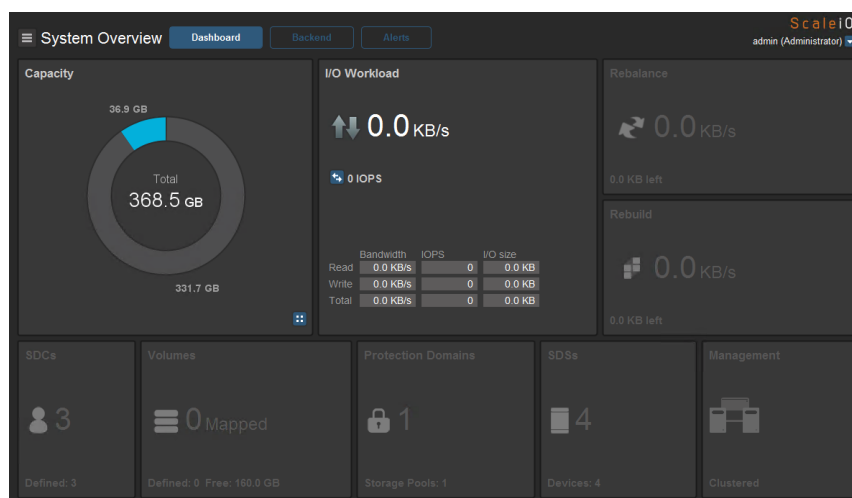 System Overview
Dashboard
Backend
Alerts
ScaleiO
admin (Administrator)
Capacity
36.9 GB
Total
368.5 GB
331.7 GB
I/O Workload
0.0 KB/s
0 IOPS
Bandwidth IOPS I/O size
Read 0.0 KB/s 0 0.0 KB
Write 0.0 KB/s 0 0.0 KB
Total 0.0 KB/s 0 0.0 KB
Rebalance
0.0 KB/s
0.0 KB left
Rebuild
0.0 KB/s
0.0 KB left
SDCs
3
Defined: 3
Volumes
0 Mapped
Defined: 0 Free: 160.0 GB
Protection Domains
1
Storage Pools: 1
SDSs
4
Devices: 4
Management
Clustered